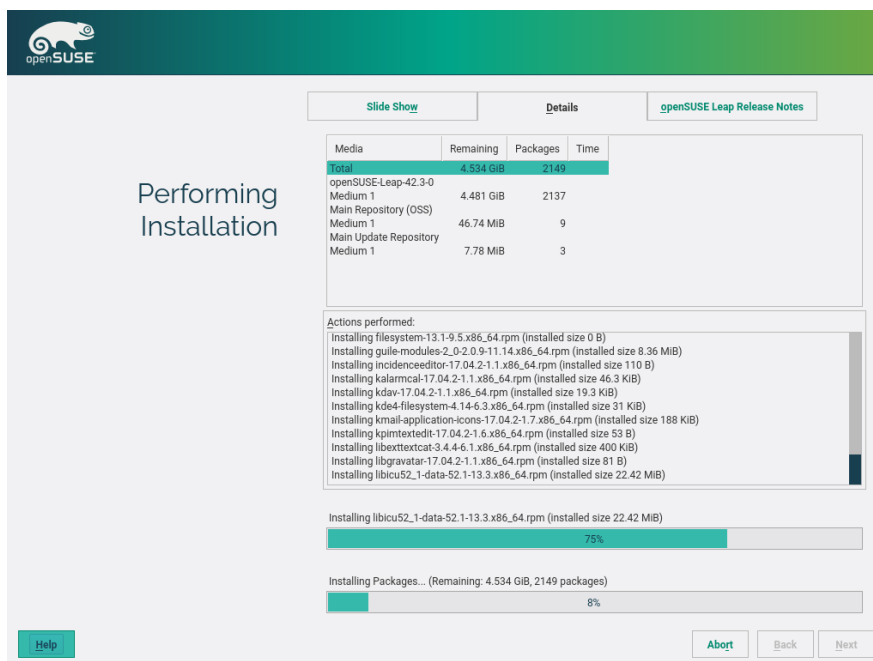 openSUSE
Slide Show
Details
openSUSE Leap Release Notes
Performing
Installation
Media Remaining Packages Time
Total 4.534 GiB 2149
openSUSE-Leap-42.3-0
Medium 1 4.481 GiB 2137
Main Repository (OSS)
Medium 1 46.74 MiB 9
Main Update Repository
Medium 1 7.78 MiB 3
Actions performed:
Installing filesystem-13.1-9.5.x86_64.rpm (installed size 0 B)
Installing guile-modules-2_0-2.0.9-11.14.x86_64.rpm (installed size 8.36 MiB)
Installing incidenceeditor-17.04.2-1.1.x86_64.rpm (installed size 110 B)
Installing kalarmcal-17.04.2-1.1.x86_64.rpm (installed size 46.3 KiB)
Installing kdav-17.04.2-1.1.x86_64.rpm (installed size 19.3 KiB)
Installing kde4-filesystem-4.14-6.3.x86_64.rpm (installed size 31 KiB)
Installing kmail-application-icons-17.04.2-1.7.x86_64.rpm (installed size 188 KiB)
Installing kpimtextedit-17.04.2-1.6.x86_64.rpm (installed size 53 B)
Installing libexttextcat-3.4.4-6.1.x86_64.rpm (installed size 400 KiB)
Installing libgravatar-17.04.2-1.1.x86_64.rpm (installed size 81 B)
Installing libicu52_1-data-52.1-13.3.x86_64.rpm (installed size 22.42 MiB)
Installing libicu52_1-data-52.1-13.3.x86_64.rpm (installed size 22.42 MiB)
75%
Installing Packages... (Remaining: 4.534 GiB, 2149 packages)
8%
Help
Abort
Back
Next